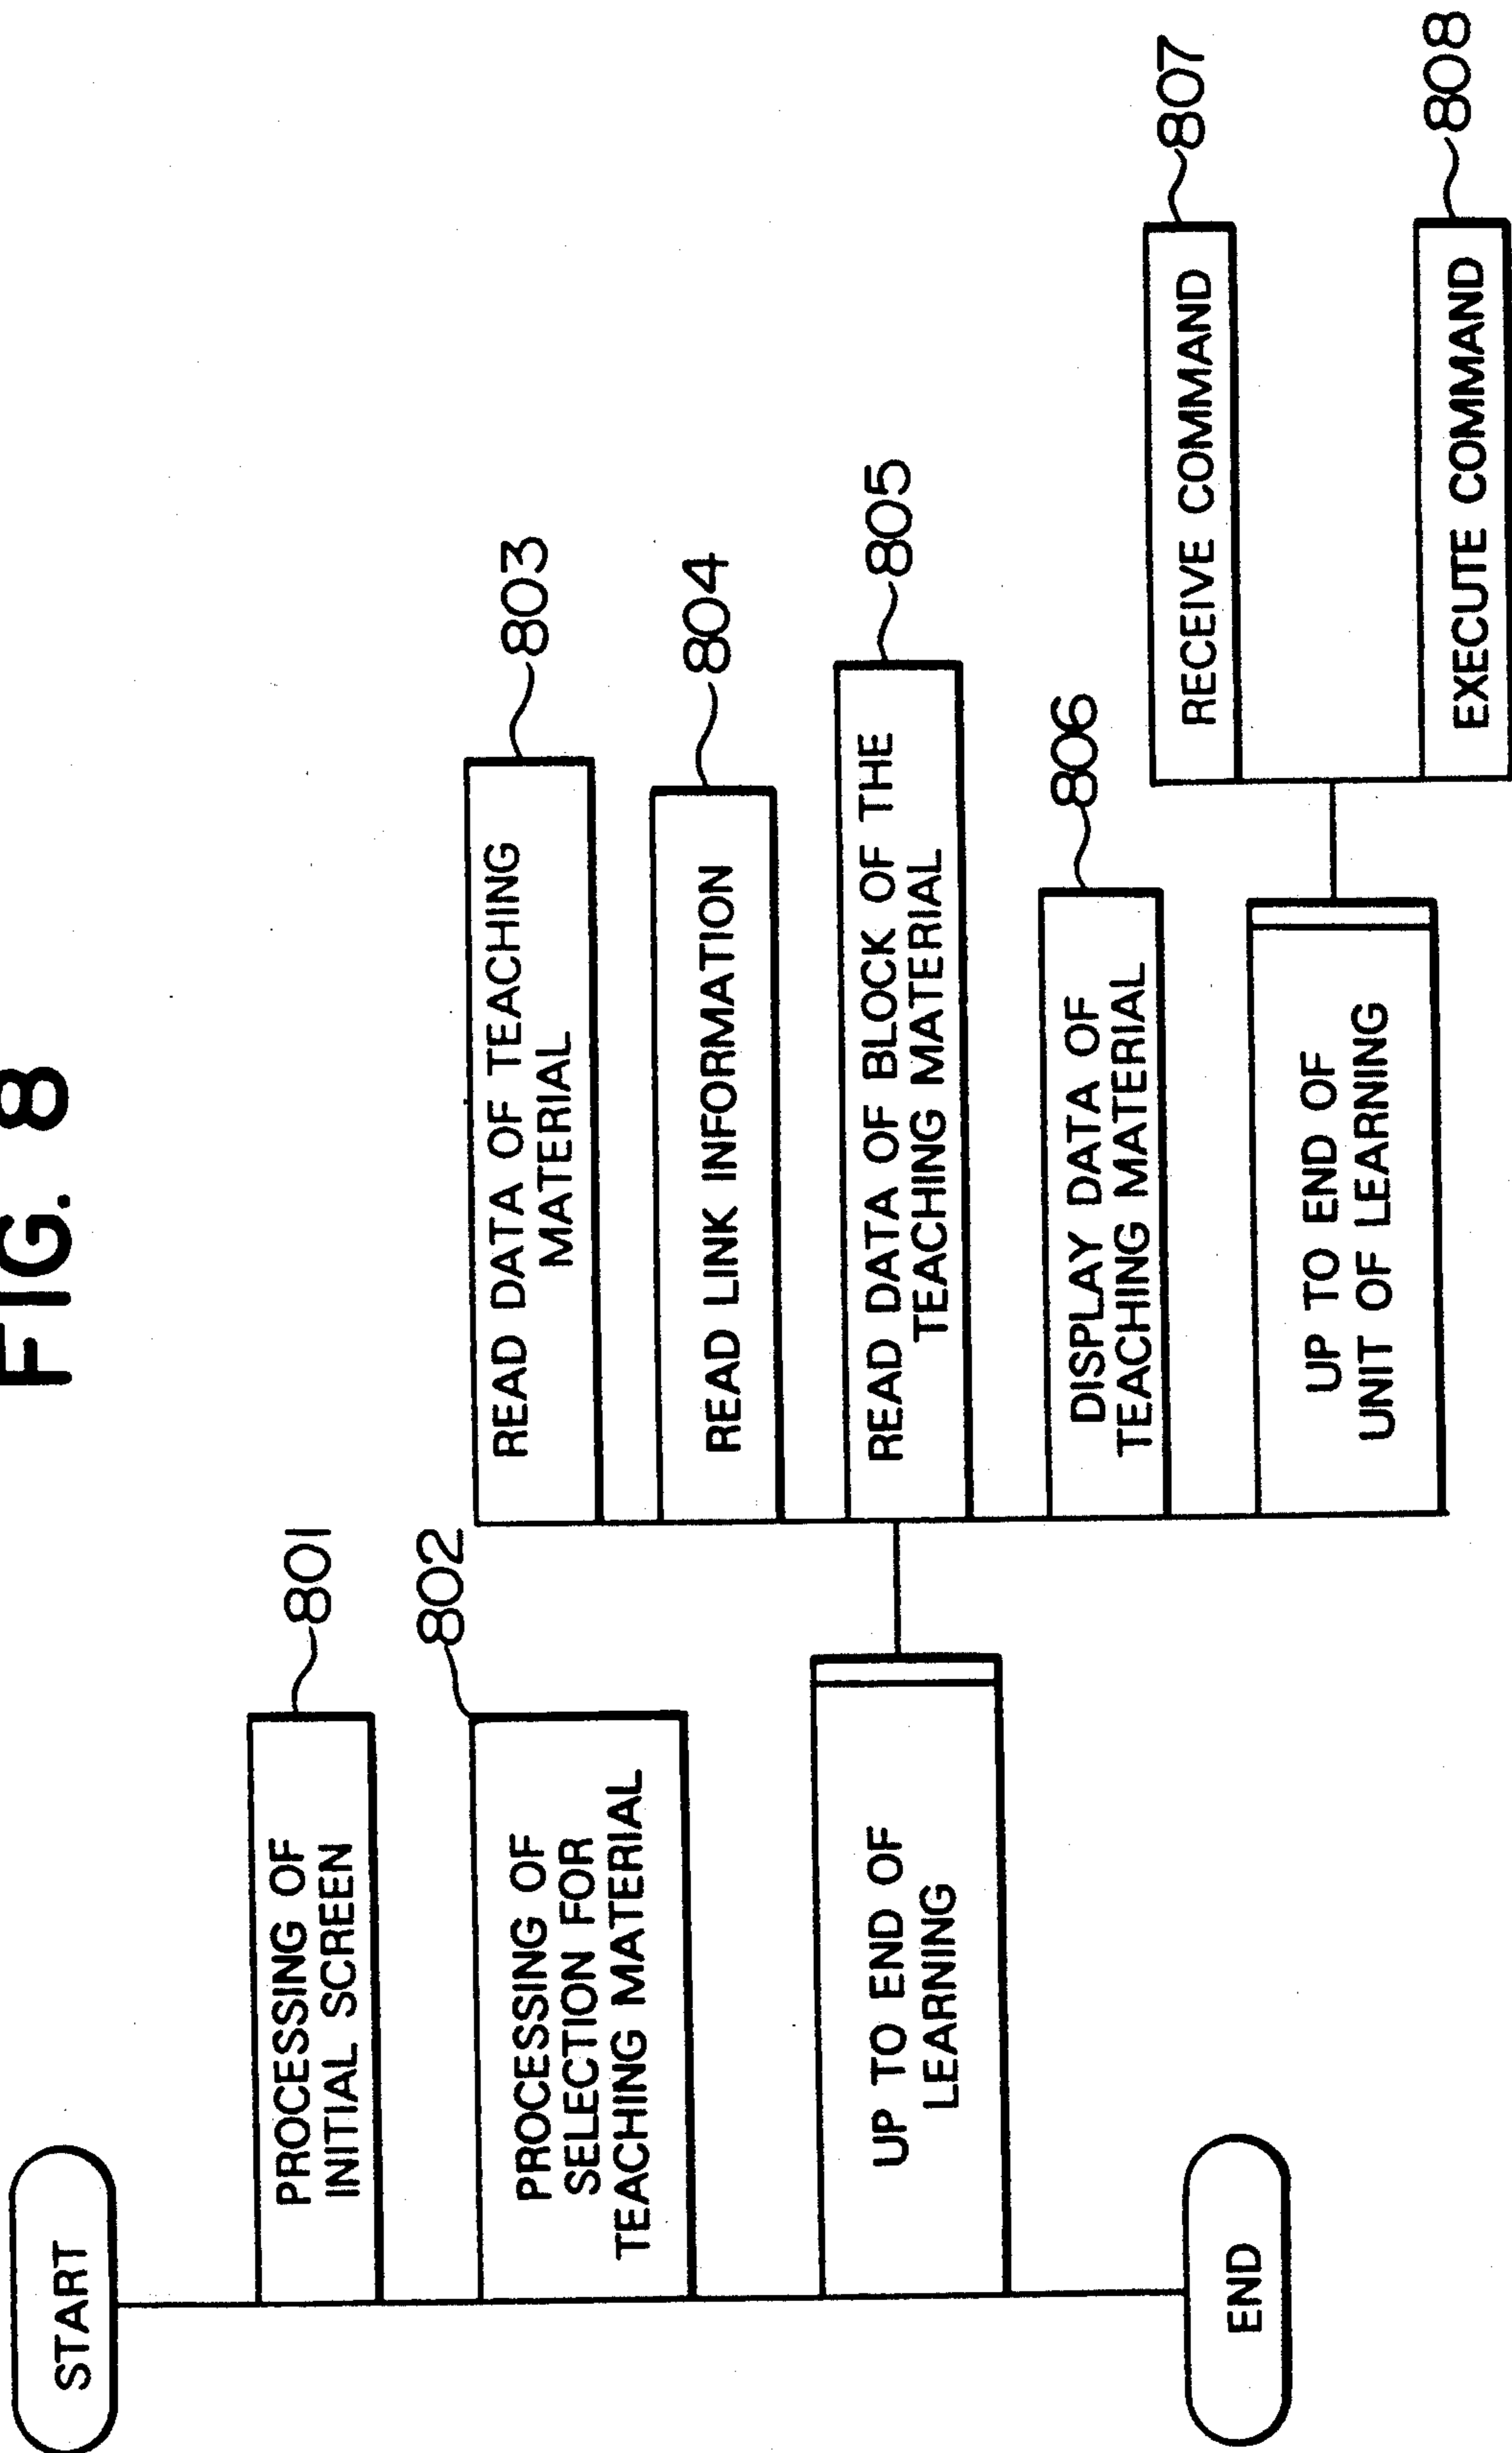 FIG. 8
START
PROCESSING OF
INITIAL SCREEN
801
PROCESSING OF
SELECTION FOR
TEACHING MATERIAL
802
UP TO END OF
LEARNING
END
READ DATA OF TEACHING
MATERIAL
803
READ LINK INFORMATION
804
READ DATA OF BLOCK OF THE
TEACHING MATERIAL
805
DISPLAY DATA OF
TEACHING MATERIAL
806
UP TO END OF
UNIT OF LEARNING
RECEIVE COMMAND
807
EXECUTE COMMAND
808